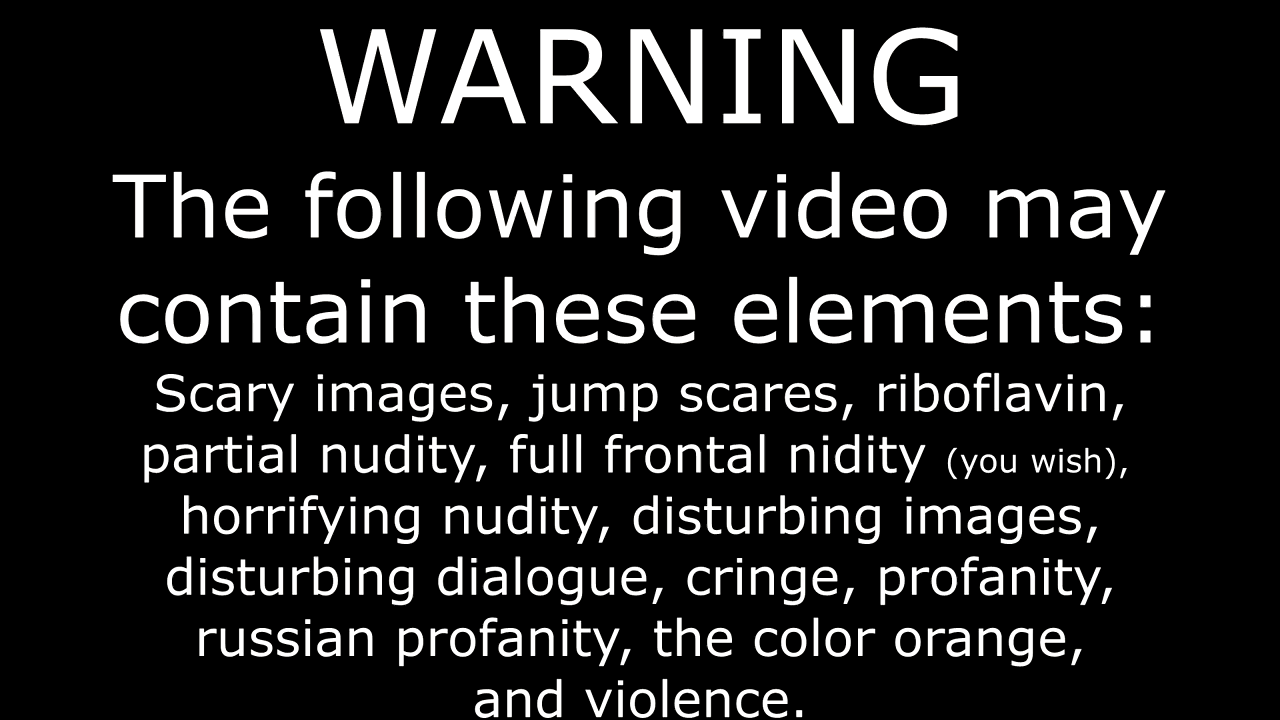 WARNING
The following video may
contain these elements:
Scary images, jump scares, riboflavin,
partial nudity, full frontal nidity (you wish),
horrifying nudity, disturbing images,
disturbing dialogue, cringe, profanity,
russian profanity, the color orange,
and violence.